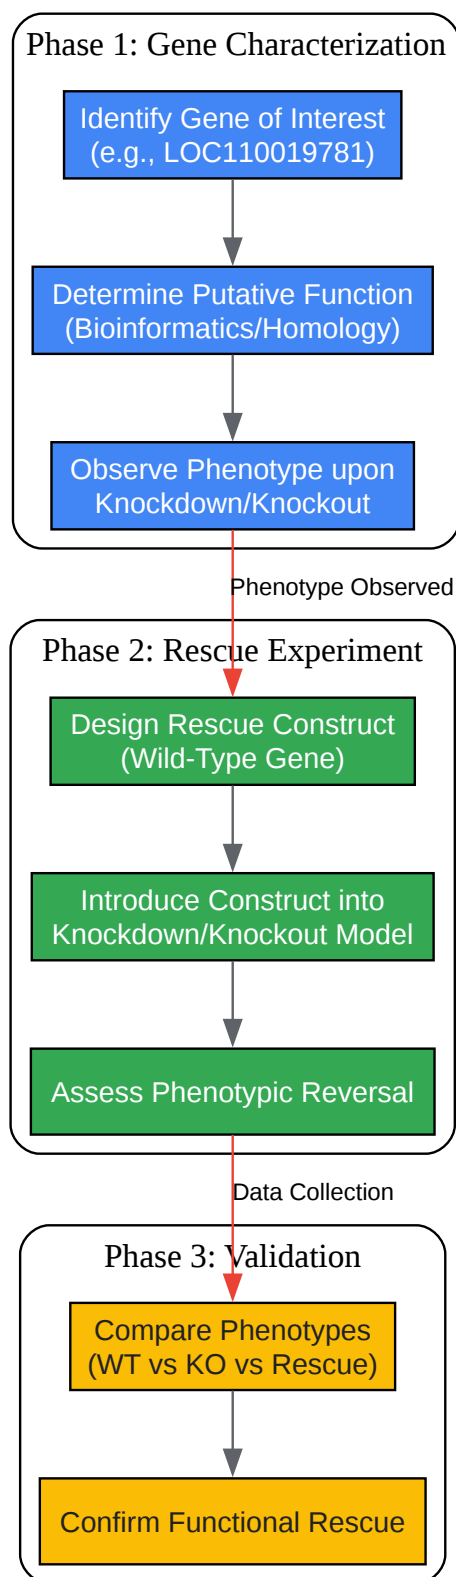 Phase 1: Gene Characterization
Identify Gene of Interest
(e.g., LOC110019781)
Determine Putative Function
(Bioinformatics/Homology)
Observe Phenotype upon
Knockdown/Knockout
Phenotype Observed
Phase 2: Rescue Experiment
Design Rescue Construct
(Wild-Type Gene)
Introduce Construct into
Knockdown/Knockout Model
Assess Phenotypic Reversal
Data Collection
Phase 3: Validation
Compare Phenotypes
(WT vs KO vs Rescue)
Confirm Functional Rescue